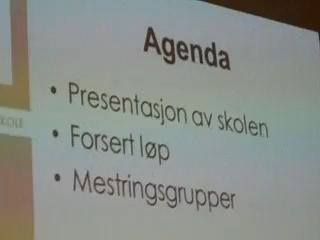 Agenda
• Presentasjon av skolen
• Forsert løp
• Mestringsgrupper